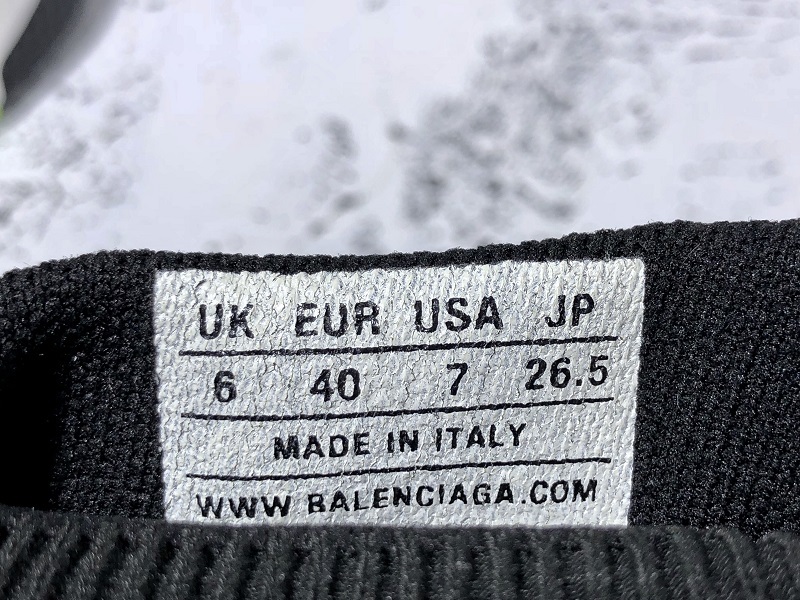 UK EUR USA JP
6 40 7 26.5
MADE IN ITALY
WWW BALENCIAGA.COM